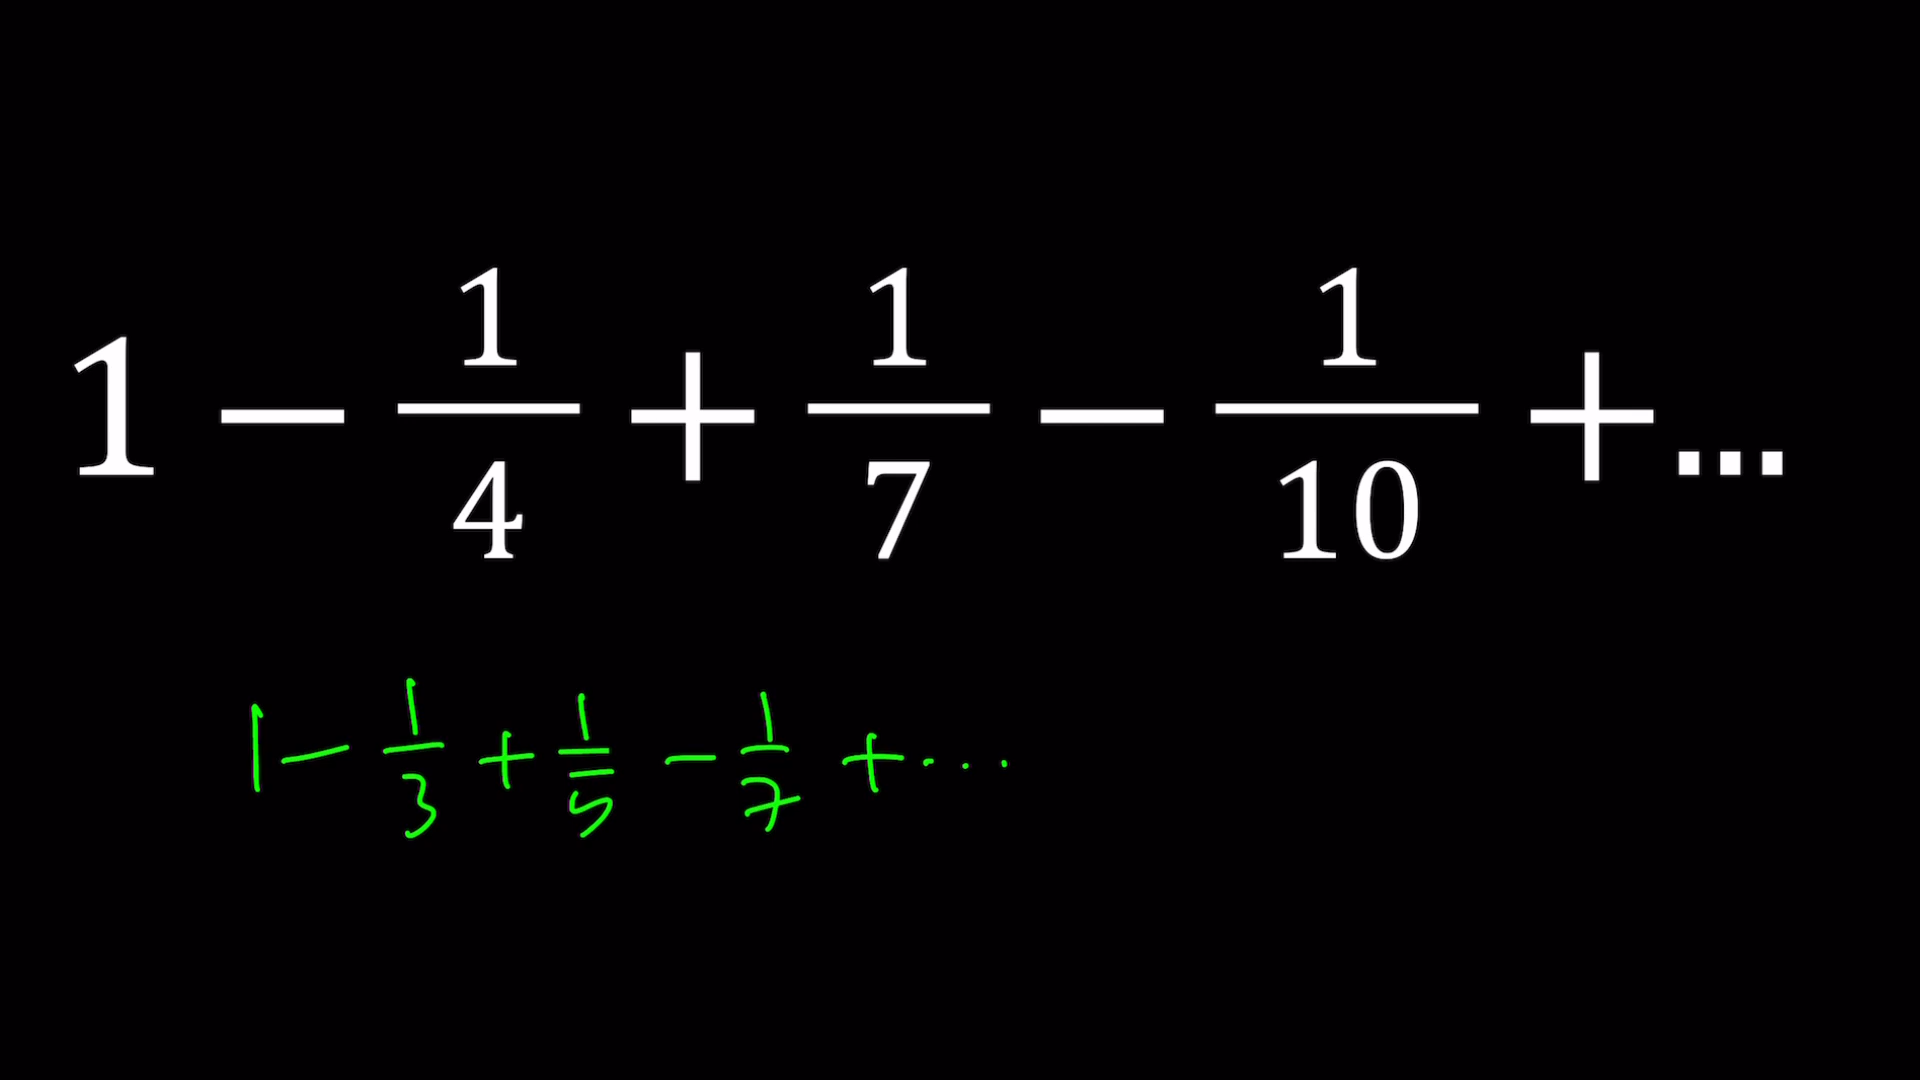 1 − 1/4 + 1/7 − 1/10 + ...
1 − 1/3 + 1/5 − 1/7 + ...